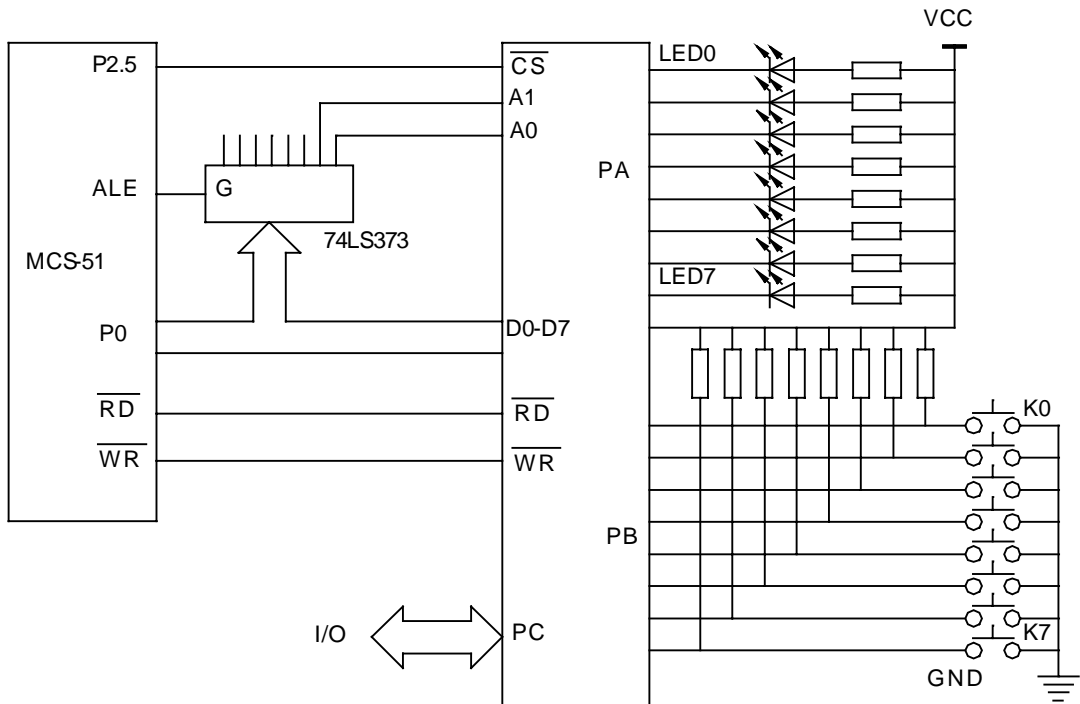 VCC
P2.5
CS
LED0
A1
A0
PA
ALE
G
74LS373
MCS-51
LED7
P0
D0-D7
RD
RD
K0
WR
WR
PB
I/O
PC
K7
GND